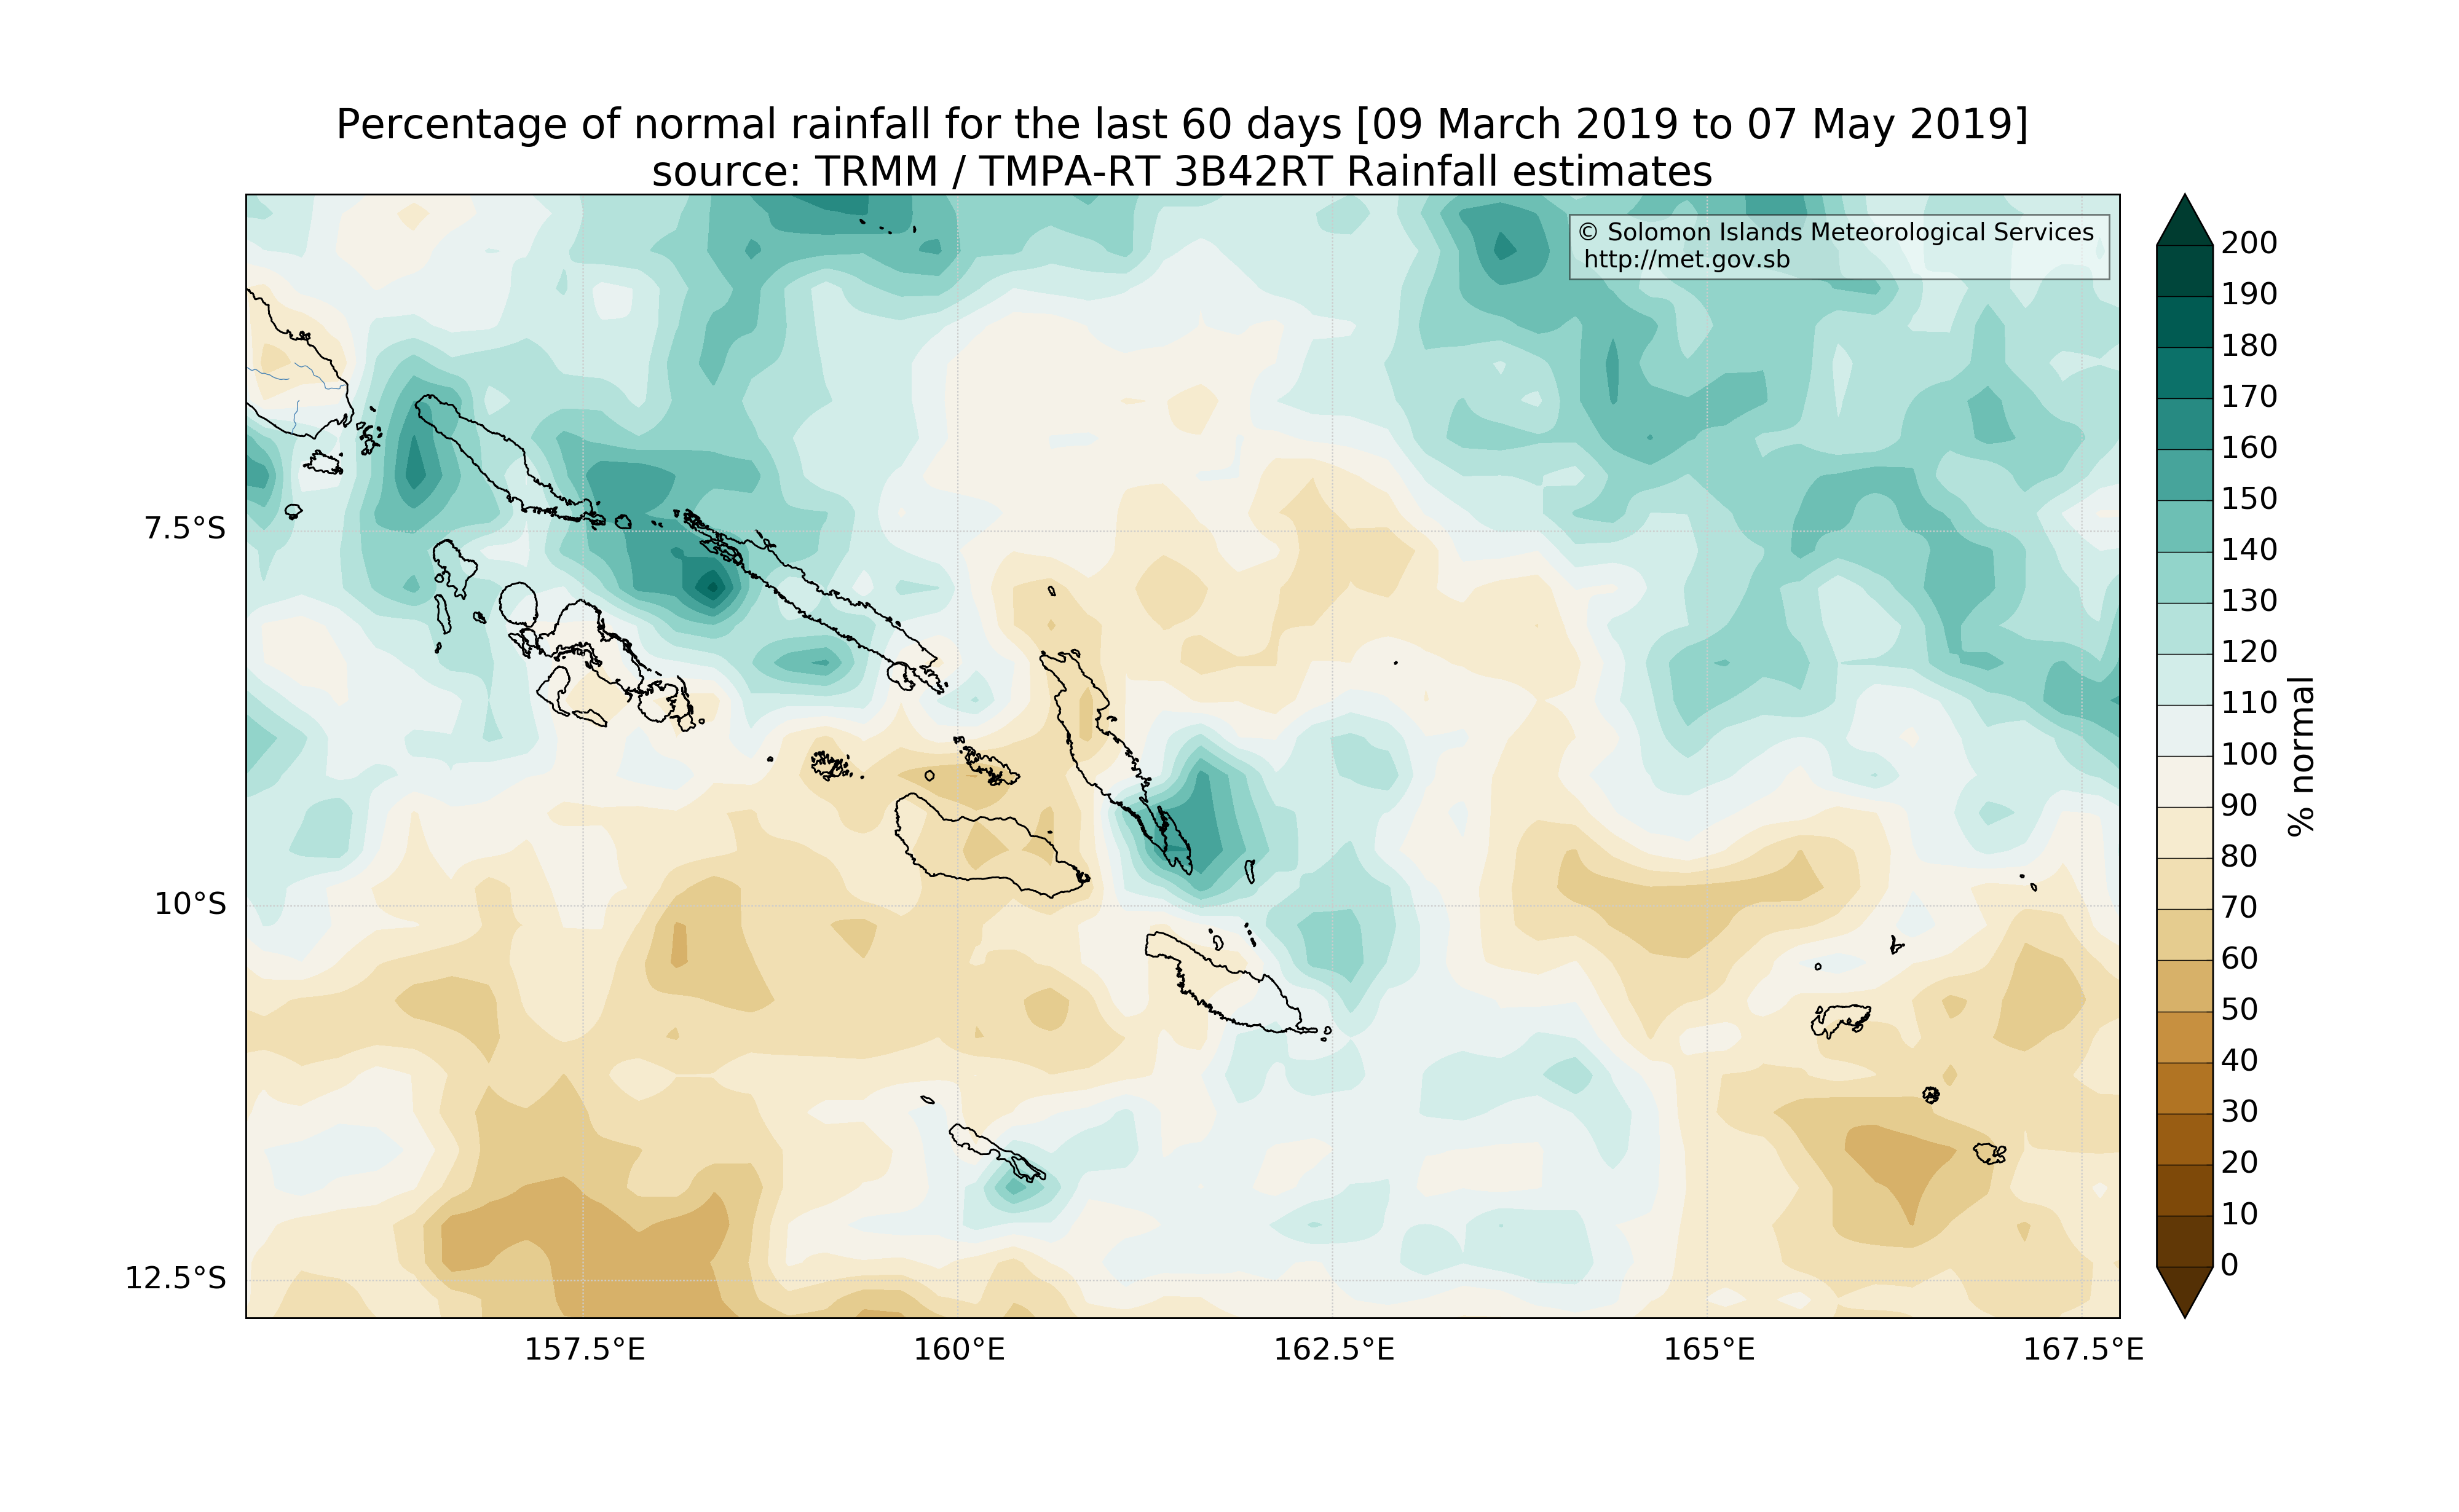 Percentage of normal rainfall for the last 60 days [09 March 2019 to 07 May 2019]
source: TRMM / TMPA-RT 3B42RT Rainfall estimates
© Solomon Islands Meteorological Services
http://met.gov.sb
7.5°S
10°S
12.5°S
157.5°E
160°E
162.5°E
165°E
167.5°E
200
190
180
170
160
150
140
130
120
110
100
90
80
70
60
50
40
30
20
10
0
% normal